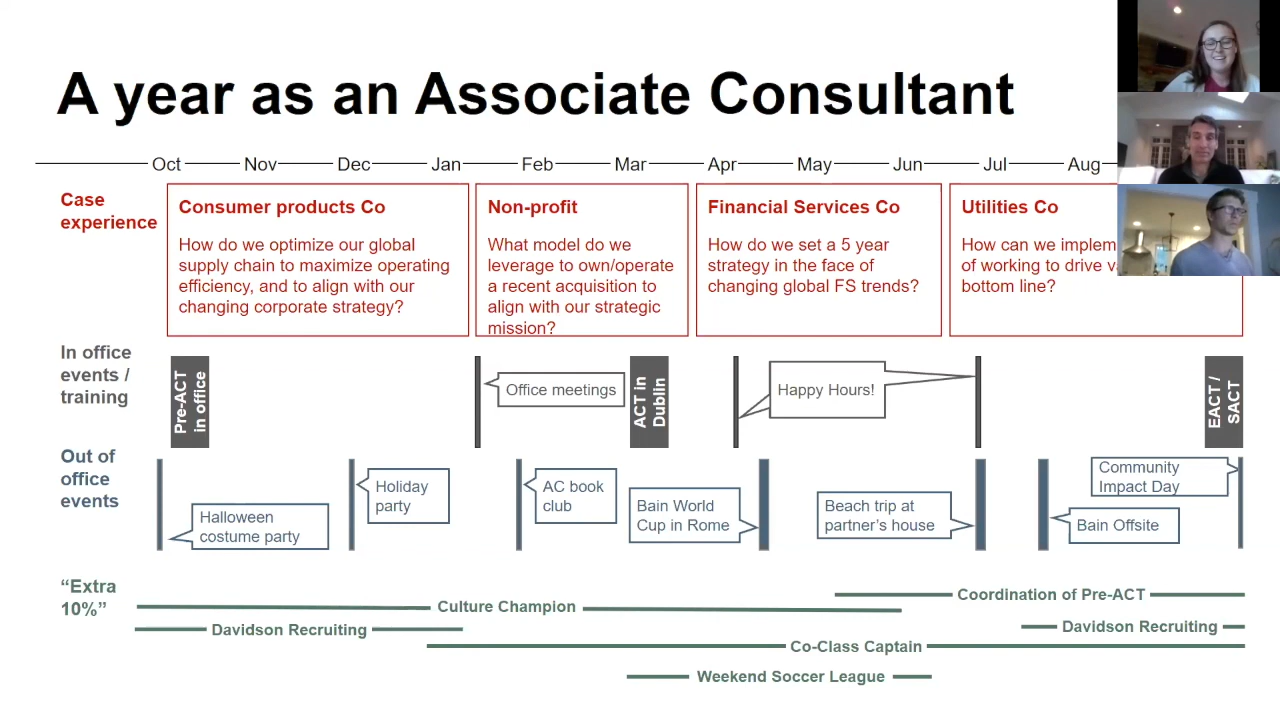 A year as an Associate Consultant
Oct Nov Dec Jan Feb Mar Apr May Jun Jul Aug
Case
experience
Consumer products Co
How do we optimize our global
supply chain to maximize operating
efficiency, and to align with our
changing corporate strategy?
Non-profit
What model do we
leverage to own/operate
a recent acquisition to
align with our strategic
mission?
Financial Services Co
How do we set a 5 year
strategy in the face of
changing global FS trends?
Utilities Co
How can we implem
of working to drive v
bottom line?
In office
events /
training
Pre-ACT
in office
Office meetings
ACT in
Dublin
Happy Hours!
EACT /
SACT
Out of
office
events
Halloween
costume party
Holiday
party
AC book
club
Bain World
Cup in Rome
Beach trip at
partner's house
Community
Impact Day
Bain Offsite
“Extra
10%”
Culture Champion
Coordination of Pre-ACT
Davidson Recruiting
Davidson Recruiting
Co-Class Captain
Weekend Soccer League